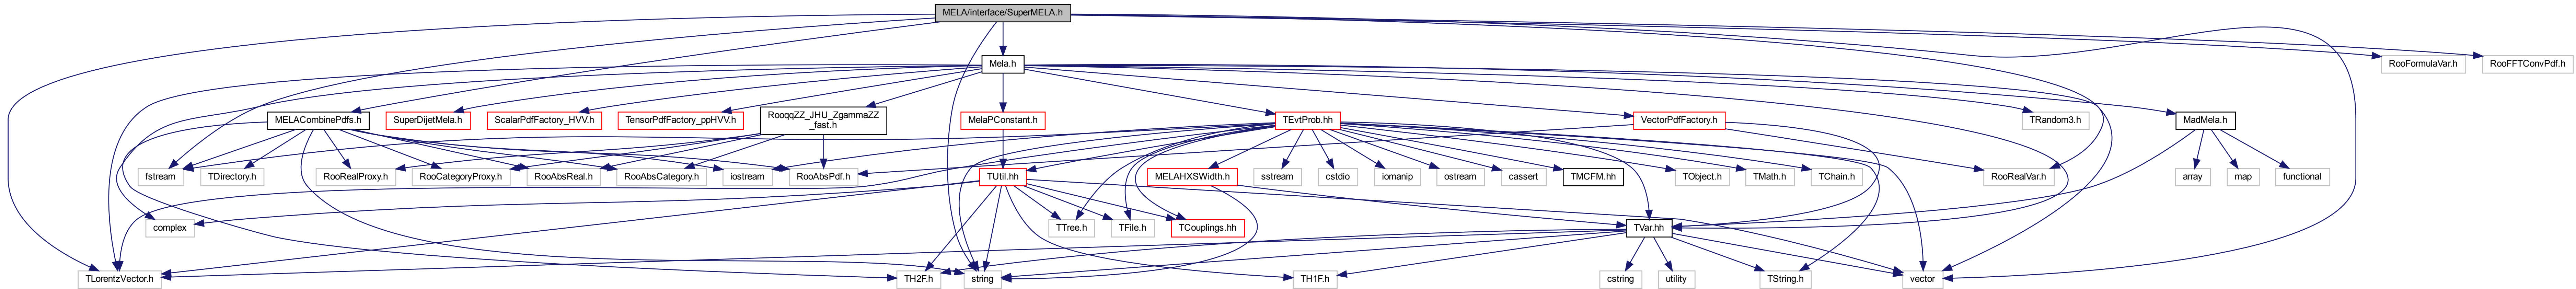 MELA/interface/SuperMELA.h
Mela.h
RooFormulaVar.h
RooFFTConvPdf.h
MELACombinePdfs.h
SuperDijetMela.h
ScalarPdfFactory_HVV.h
TensorPdfFactory_ppHVV.h
RooqqZZ_JHU_ZgammaZZ
_fast.h
MelaPConstant.h
TEvtProb.hh
VectorPdfFactory.h
TRandom3.h
MadMela.h
fstream
TDirectory.h
RooRealProxy.h
RooCategoryProxy.h
RooAbsReal.h
RooAbsCategory.h
iostream
RooAbsPdf.h
TUtil.hh
MELAHXSWidth.h
sstream
cstdio
iomanip
ostream
cassert
TMCFM.hh
TObject.h
TMath.h
TChain.h
RooRealVar.h
array
map
functional
complex
TTree.h
TFile.h
TCouplings.hh
TVar.hh
TLorentzVector.h
TH2F.h
string
TH1F.h
cstring
utility
TString.h
vector